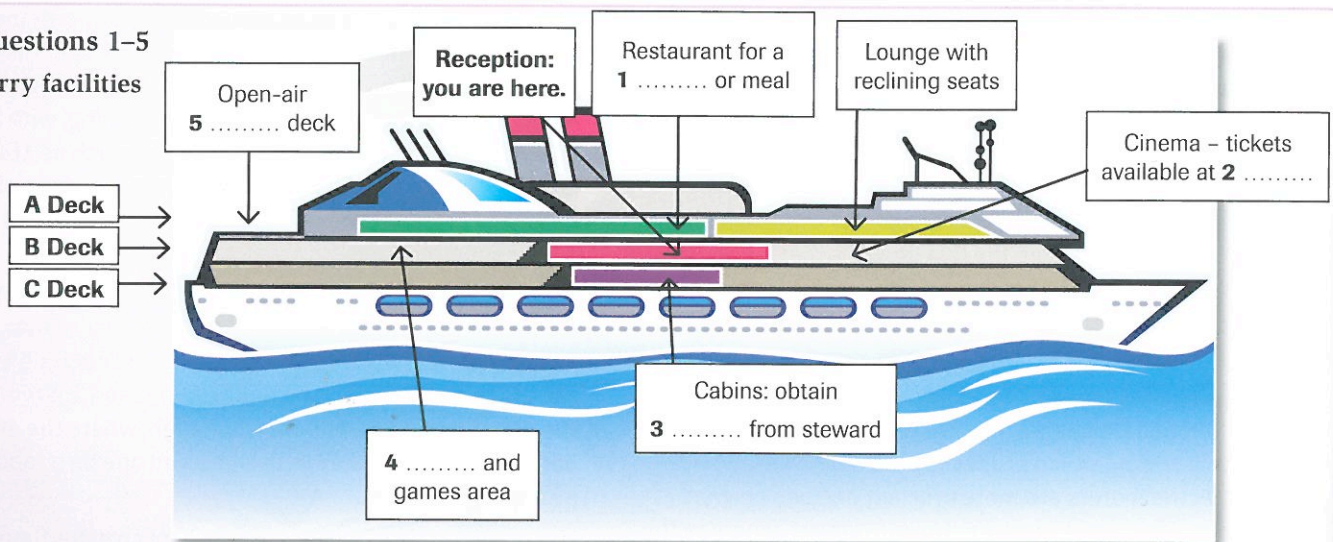 uestions 1–5
rry facilities
Open-air
5 ......... deck
Reception:
you are here.
Restaurant for a
1 ......... or meal
Lounge with
reclining seats
Cinema – tickets
available at 2 .........
A Deck
B Deck
C Deck
Cabins: obtain
3 ......... from steward
4 ......... and
games area